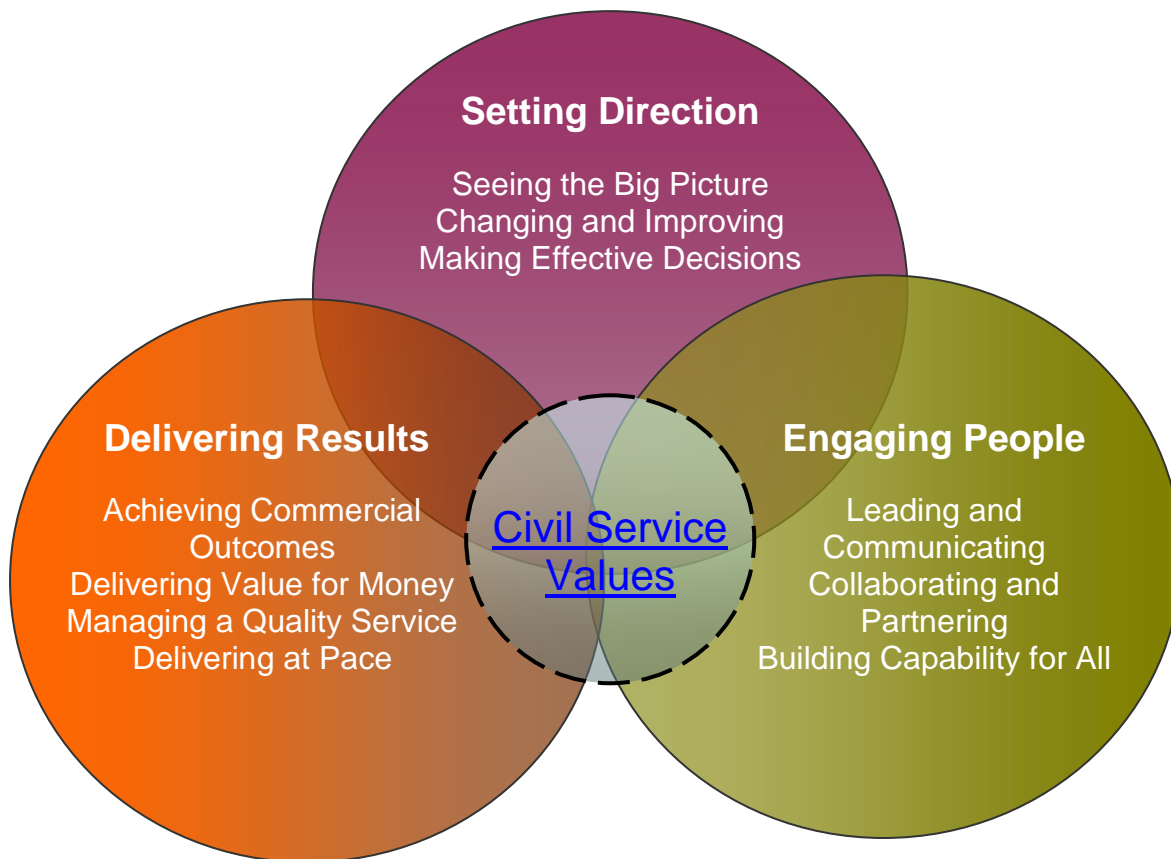 Setting Direction
Seeing the Big Picture
Changing and Improving
Making Effective Decisions
Delivering Results
Achieving Commercial
Outcomes
Delivering Value for Money
Managing a Quality Service
Delivering at Pace
Civil Service
Values
Engaging People
Leading and
Communicating
Collaborating and
Partnering
Building Capability for All